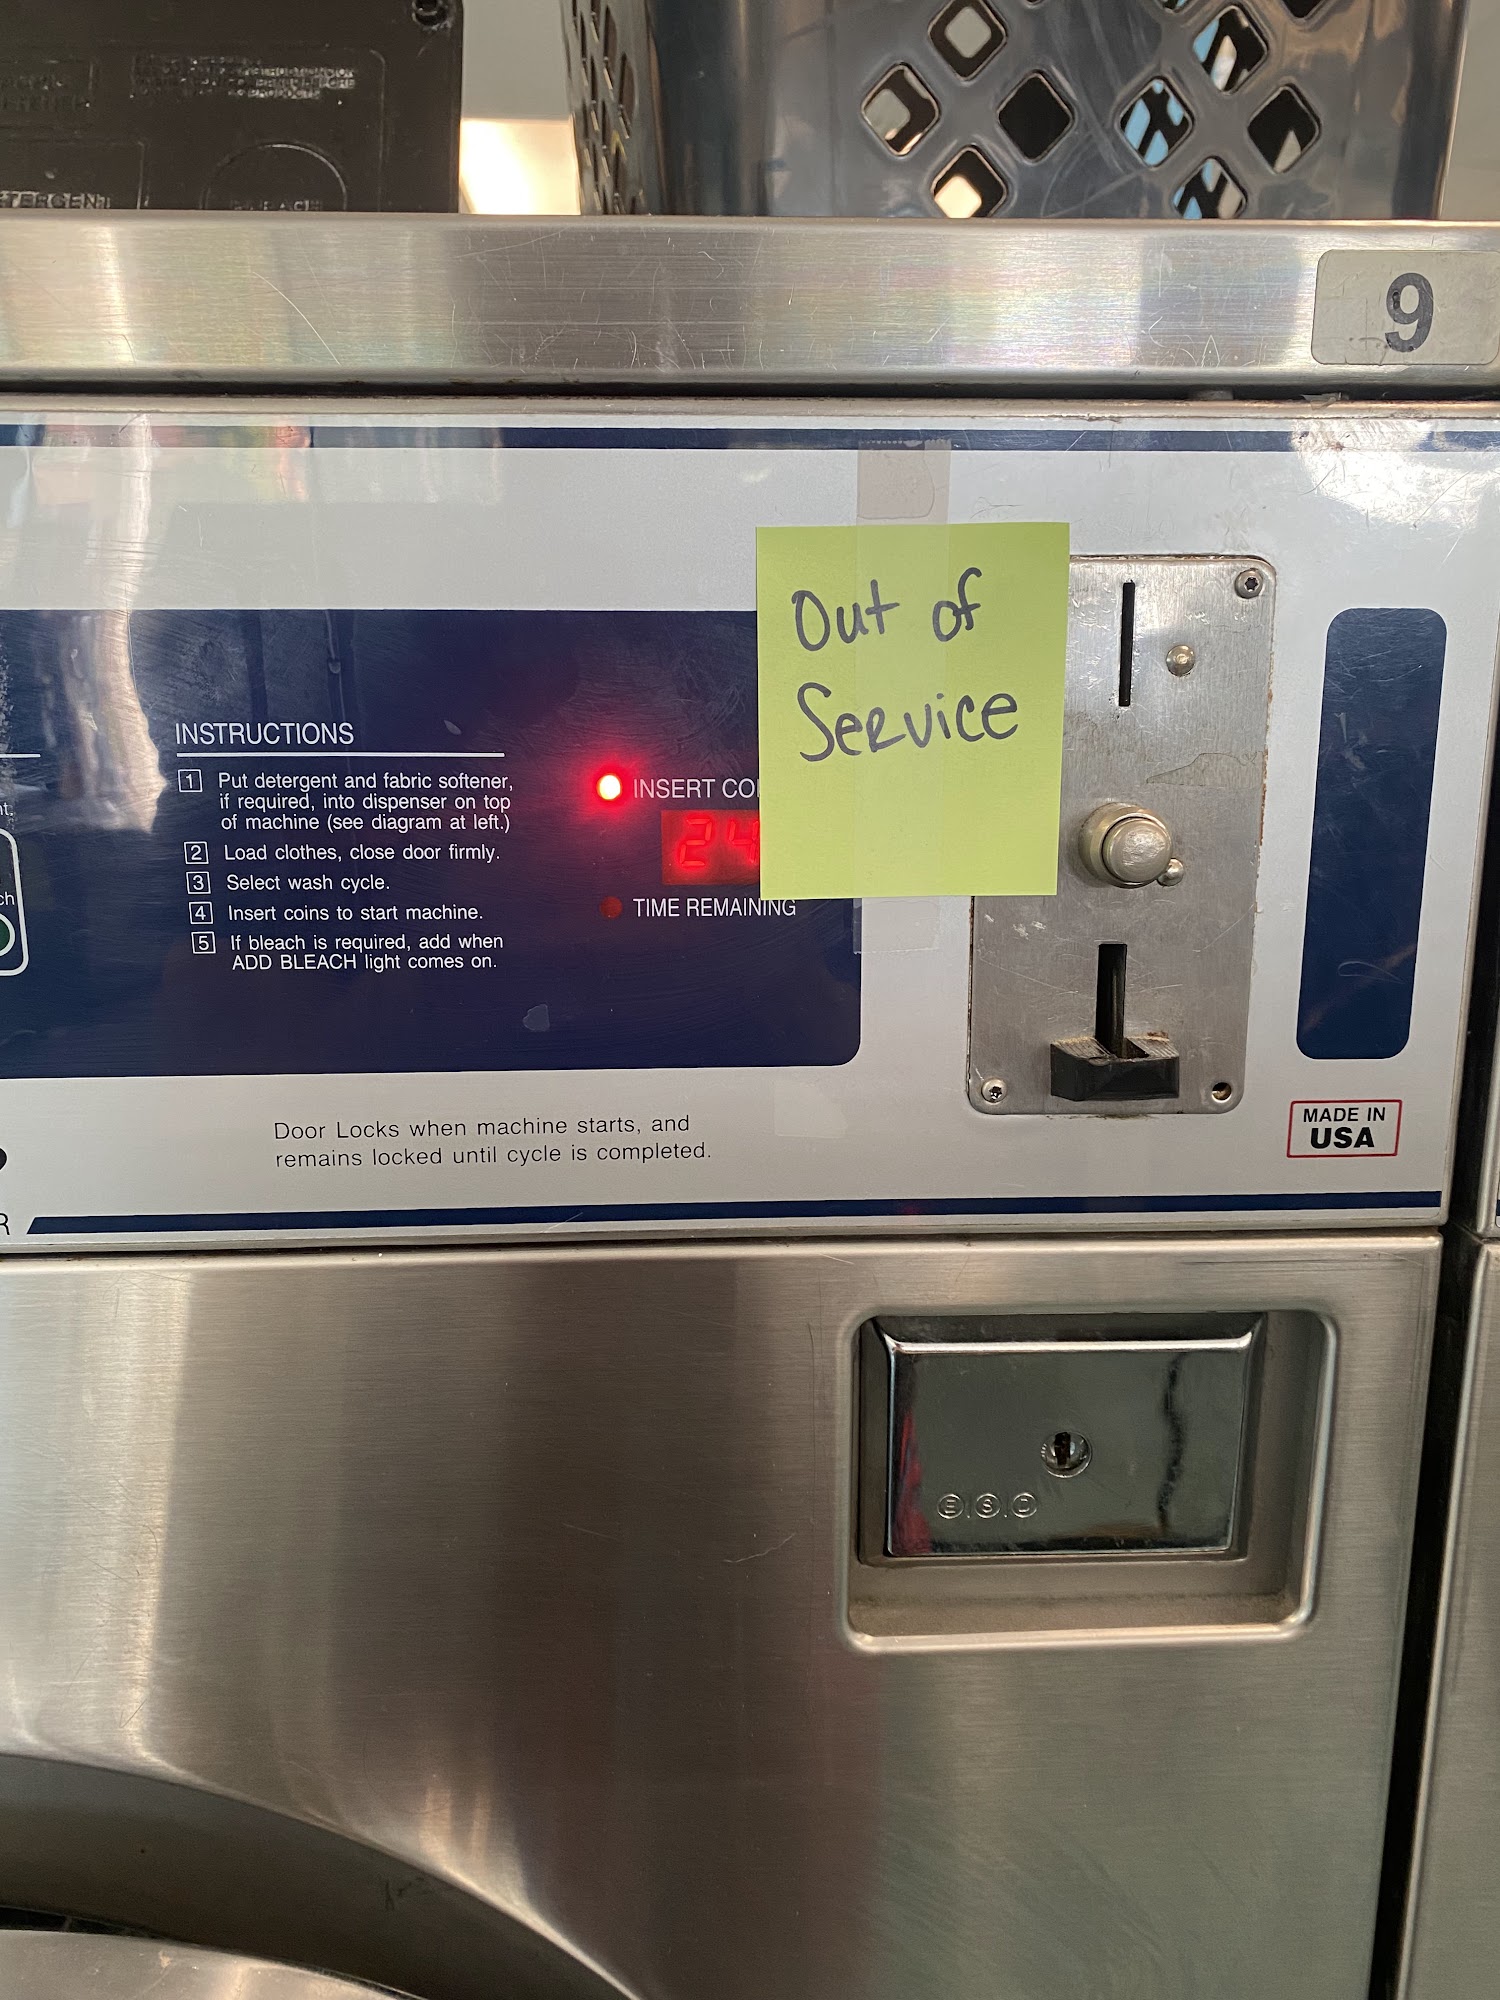 9
Out of
Service
INSTRUCTIONS
1 Put detergent and fabric softener,
if required, into dispenser on top
of machine (see diagram at left.)
2 Load clothes, close door firmly.
3 Select wash cycle.
4 Insert coins to start machine.
5 If bleach is required, add when
ADD BLEACH light comes on.
INSERT
24
TIME REMAINING
Door Locks when machine starts, and
remains locked until cycle is completed.
MADE IN
USA
E.S.D